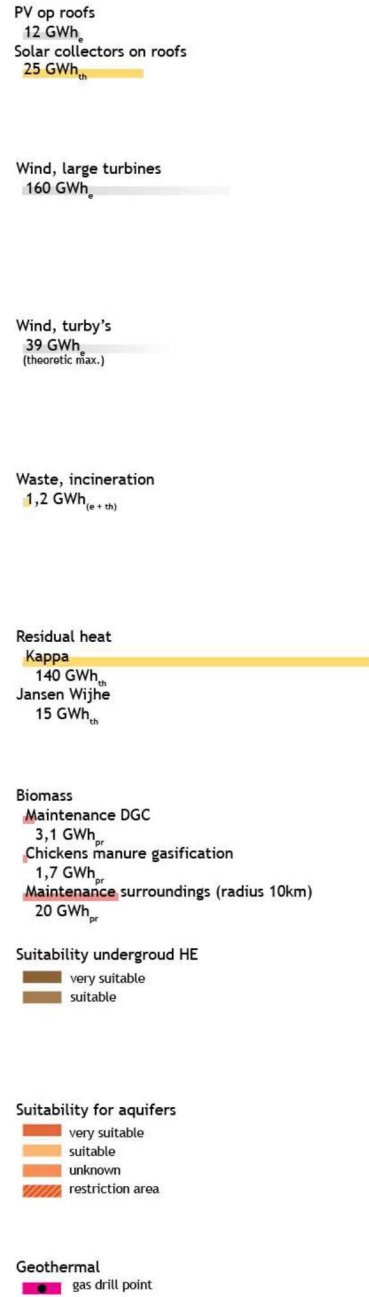 PV op roofs
12 GWhe
Solar collectors on roofs
25 GWhth
Wind, large turbines
160 GWhe
Wind, turby's
39 GWhe
(theoretic max.)
Waste, incineration
1,2 GWh(e + th)
Residual heat
Kappa
140 GWhth
Jansen Wijhe
15 GWhth
Biomass
Maintenance DGC
3,1 GWhpr
Chickens manure gasification
1,7 GWhpr
Maintenance surroundings (radius 10km)
20 GWhpr
Suitability undergroud HE
very suitable
suitable
Suitability for aquifers
very suitable
suitable
unknown
restriction area
Geothermal
gas drill point